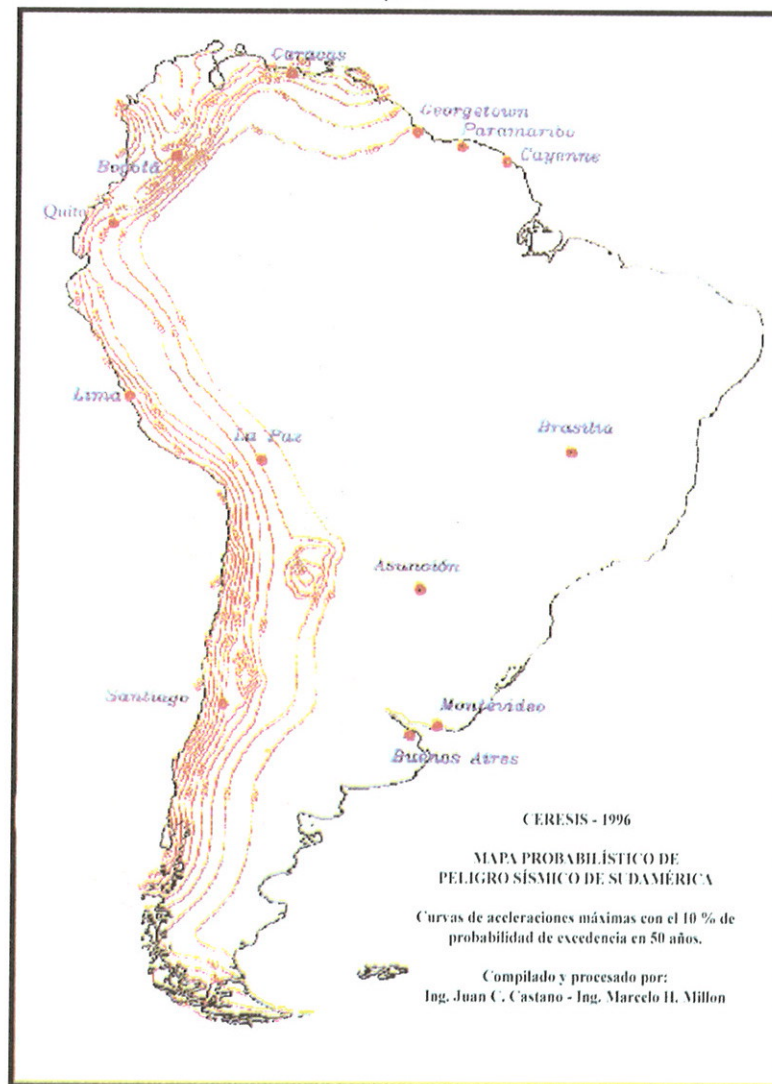 Caracas
Georgetown
Paramaribo
Cayenne
Bogotá
Quito
Lima
La Paz
Brasilia
Asunción
Santiago
Montevideo
Buenos Aires
CERESIS - 1996
MAPA PROBABILÍSTICO DE
PELIGRO SÍSMICO DE SUDAMÉRICA
Curvas de aceleraciones máximas con el 10 % de
probabilidad de excedencia en 50 años.
Compilado y procesado por:
Ing. Juan C. Castano - Ing. Marcelo H. Millon